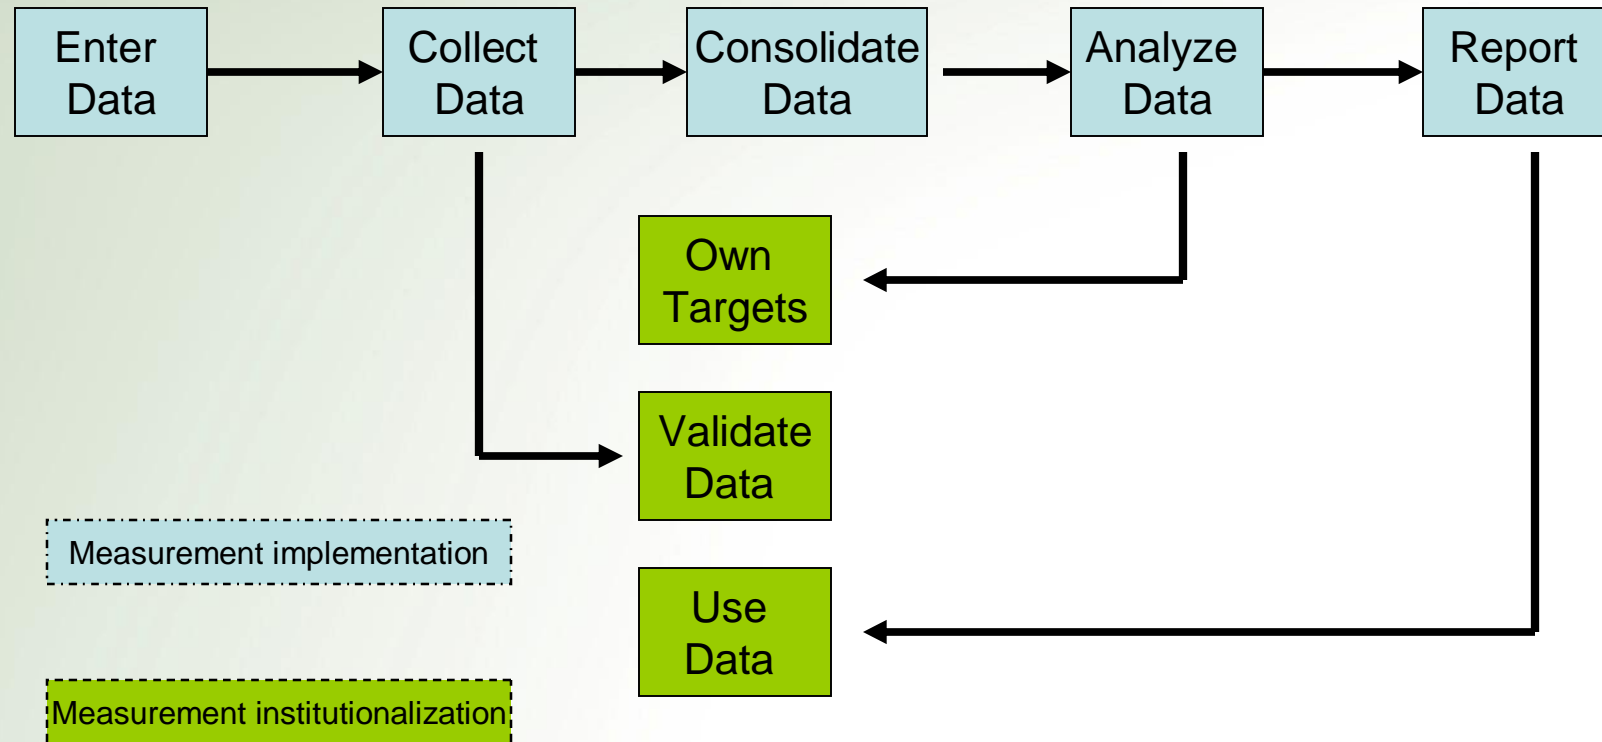 Enter
Data
Collect
Data
Consolidate
Data
Analyze
Data
Report
Data
Own
Targets
Validate
Data
Measurement implementation
Use
Data
Measurement institutionalization